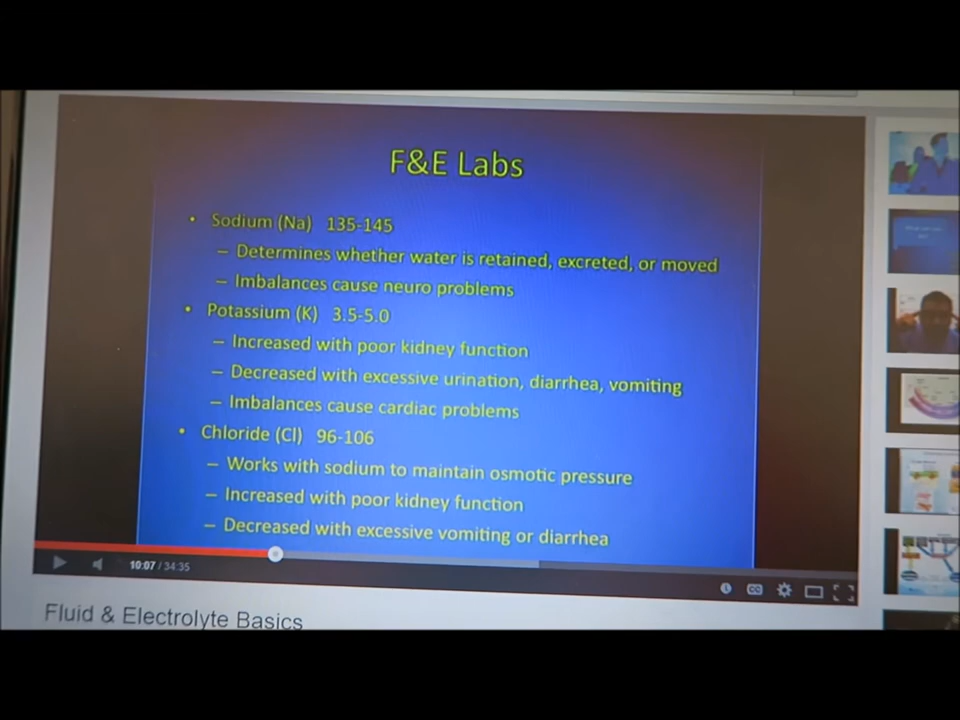 F&E Labs
• Sodium (Na) 135-145
– Determines whether water is retained, excreted, or moved
– Imbalances cause neuro problems
• Potassium (K) 3.5-5.0
– Increased with poor kidney function
– Decreased with excessive urination, diarrhea, vomiting
– Imbalances cause cardiac problems
• Chloride (Cl) 96-106
– Works with sodium to maintain osmotic pressure
– Increased with poor kidney function
– Decreased with excessive vomiting or diarrhea
10:07 / 34:35
CC
Fluid & Electrolyte Basics